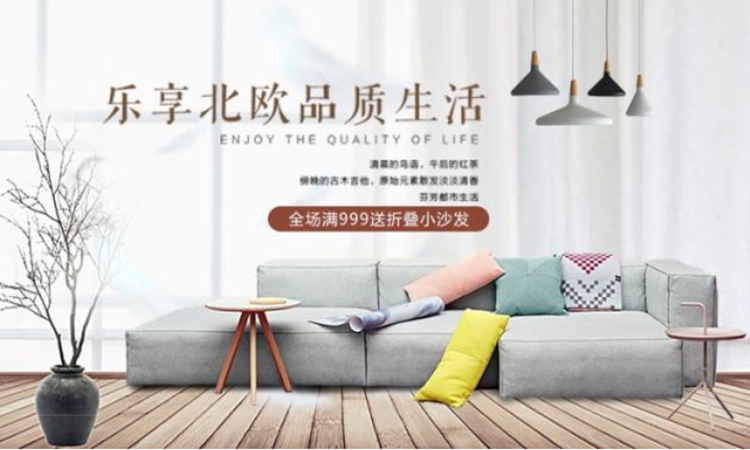 乐享北欧品质生活
ENJOY THE QUALITY OF LIFE
清晨的鸟语，午后的红茶
傍晚的古木吉他，原始元素散发淡淡清香
芬芳都市生活
全场满999送折叠小沙发